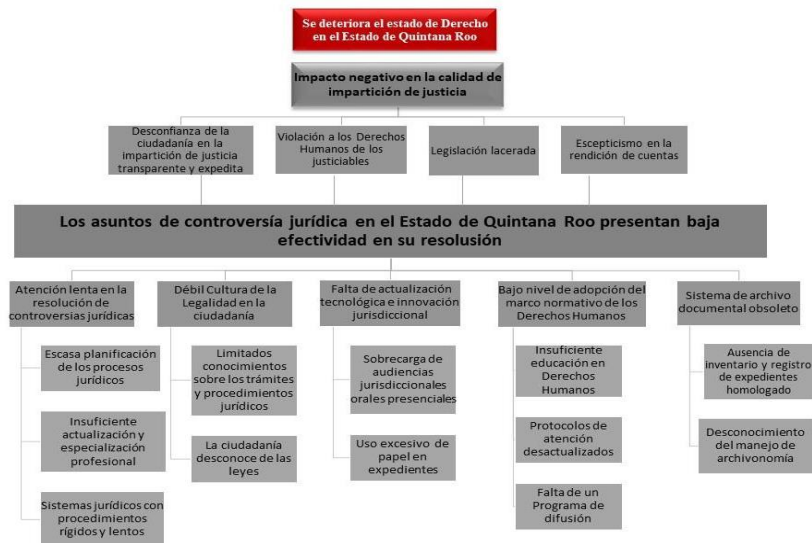 Se deteriora el estado de Derecho
en el Estado de Quintana Roo
Impacto negativo en la calidad de
impartición de justicia
Desconfianza de la
ciudadanía en la
impartición de justicia
transparente y expedita
Violación a los Derechos
Humanos de los
justiciables
Legislación lacerada
Escepticismo en la
rendición de cuentas
Los asuntos de controversía jurídica en el Estado de Quintana Roo presentan baja
efectividad en su resolusión
Atención lenta en la
resolución de
controversias jurídicas
Escasa planificación
de los procesos
jurídicos
Insuficiente
actualización y
especialización
profesional
Sistemas jurídicos con
procedimientos
rígidos y lentos
Débil Cultura de la
Legalidad en la
ciudadanía
Limitados
conocimientos
sobre los trámites
y procedimientos
jurídicos
La ciudadanía
desconoce de las
leyes
Falta de actualización
tecnológica e innovación
jurisdiccional
Sobrecarga de
audiencias
jurisdiccionales
orales presenciales
Uso excesivo de
papel en
expedientes
Bajo nivel de adopción del
marco normativo de los
Derechos Humanos
Insuficiente
educación en
Derechos
Humanos
Protocolos de
atención
desactualizados
Falta de un
Programa de
difusión
Sistema de archivo
documental obsoleto
Ausencia de
inventario y registro
de expedientes
homologado
Desconocimiento
del manejo de
archivonomía